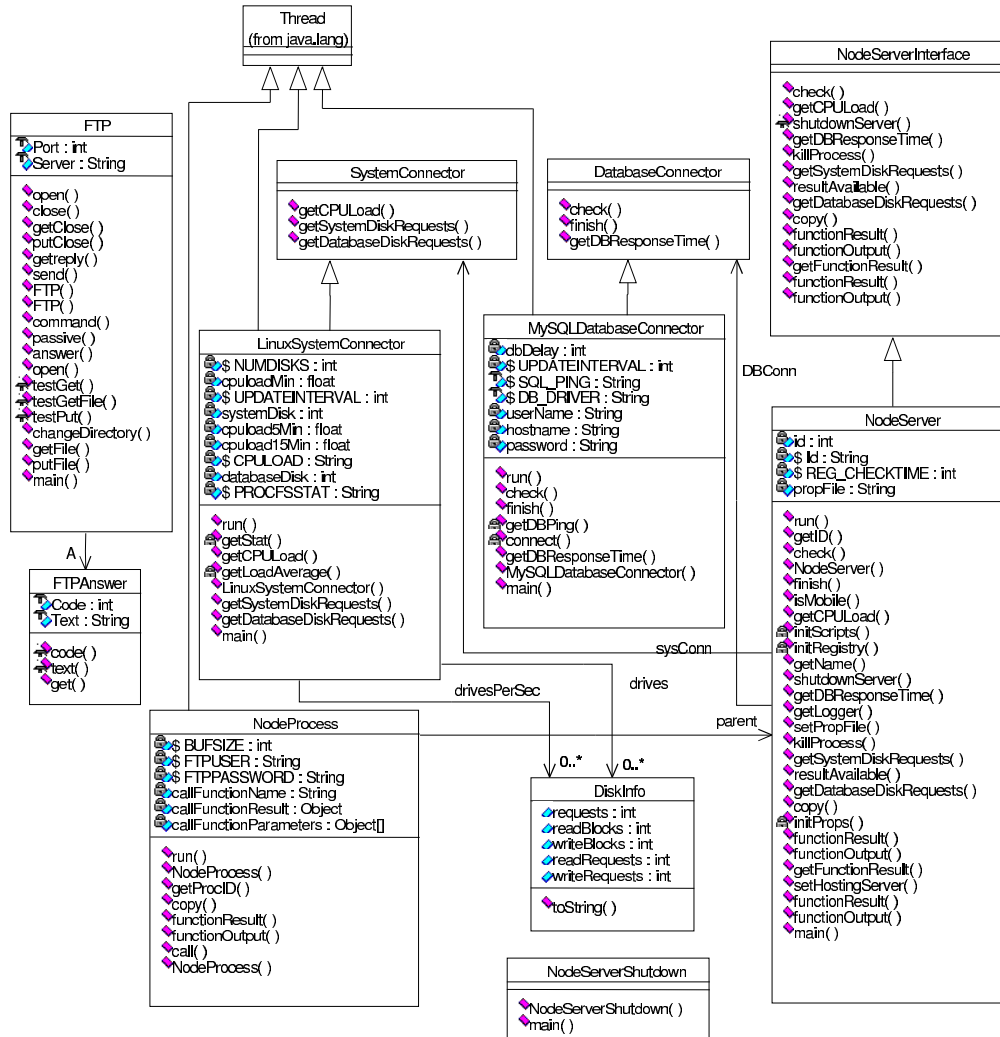 Thread
(from java.lang)
NodeServerInterface
check( )
getCPULoad( )
shutdownServer( )
getDBResponseTime( )
killProcess( )
getSystemDiskRequests( )
resultAvailable( )
getDatabaseDiskRequests( )
copy( )
functionResult( )
functionOutput( )
getFunctionResult( )
functionResult( )
functionOutput( )
FTP
Port : int
Server : String
open( )
close( )
getClose( )
putClose( )
getreply( )
send( )
FTP( )
FTP( )
command( )
passive( )
answer( )
open( )
testGet( )
testGetFile( )
testPut( )
changeDirectory( )
getFile( )
putFile( )
main( )
SystemConnector
getCPULoad( )
getSystemDiskRequests( )
getDatabaseDiskRequests( )
DatabaseConnector
check( )
finish( )
getDBResponseTime( )
LinuxSystemConnector
$ NUMDISKS : int
cpuloadMin : float
$ UPDATEINTERVAL : int
systemDisk : int
cpuload5Min : float
cpuload15Min : float
$ CPULOAD : String
databaseDisk : int
$ PROCFSSTAT : String
run( )
getStat( )
getCPULoad( )
getLoadAverage( )
LinuxSystemConnector( )
getSystemDiskRequests( )
getDatabaseDiskRequests( )
main( )
MySQLDatabaseConnector
dbDelay : int
$ UPDATEINTERVAL : int
$ SQL_PING : String
$ DB_DRIVER : String
userName : String
hostname : String
password : String
run( )
check( )
finish( )
getDBPing( )
connect( )
getDBResponseTime( )
MySQLDatabaseConnector( )
main( )
DBConn
NodeServer
id : int
$ Id : String
$ REG_CHECKTIME : int
propFile : String
run( )
getID( )
check( )
NodeServer( )
finish( )
isMobile( )
getCPULoad( )
initScripts( )
initRegistry( )
getName( )
shutdownServer( )
getDBResponseTime( )
getLogger( )
setPropFile( )
killProcess( )
getSystemDiskRequests( )
resultAvailable( )
getDatabaseDiskRequests( )
copy( )
initProps( )
functionResult( )
functionOutput( )
getFunctionResult( )
setHostingServer( )
functionResult( )
functionOutput( )
main( )
A
FTPAnswer
Code : int
Text : String
code( )
text( )
get( )
sysConn
drivesPerSec
drives
parent
NodeProcess
$ BUFSIZE : int
$ FTPUSER : String
$ FTPPASSWORD : String
callFunctionName : String
callFunctionResult : Object
callFunctionParameters : Object[]
run( )
NodeProcess( )
getProcID( )
copy( )
functionResult( )
functionOutput( )
call( )
NodeProcess( )
0..*
0..*
DiskInfo
requests : int
readBlocks : int
writeBlocks : int
readRequests : int
writeRequests : int
toString( )
NodeServerShutdown
NodeServerShutdown( )
main( )